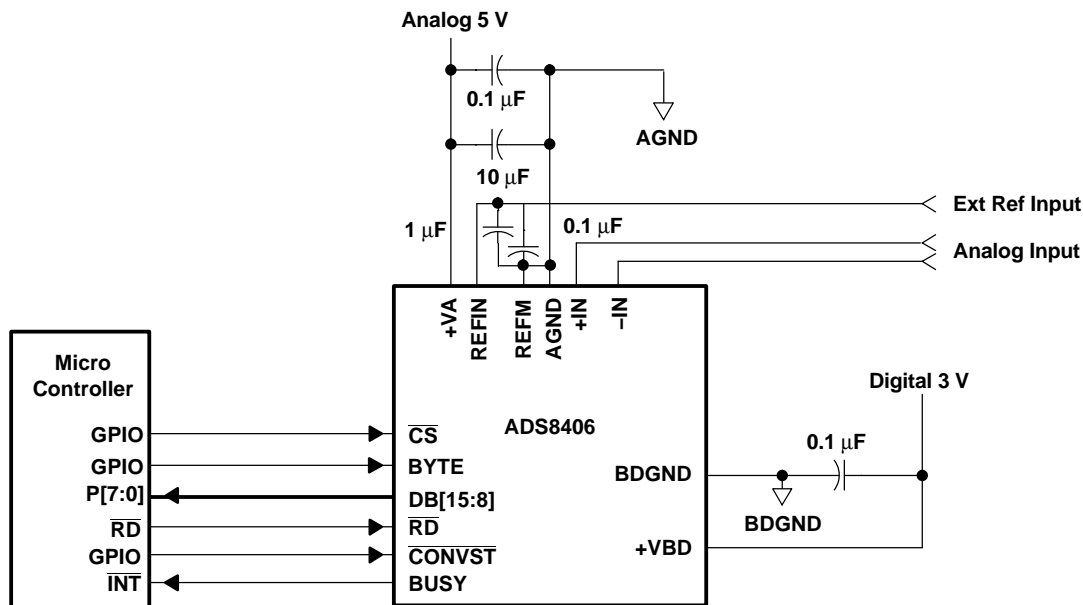 Analog 5 V
0.1 μF
AGND
10 μF
1 μF
0.1 μF
Ext Ref Input
Analog Input
+VA
REFIN
REFM
AGND
+IN
−IN
Micro
Controller
GPIO
GPIO
P[7:0]
RD
GPIO
INT
ADS8406
CS
BYTE
DB[15:8]
RD
CONVST
BUSY
BDGND
+VBD
Digital 3 V
0.1 μF
BDGND